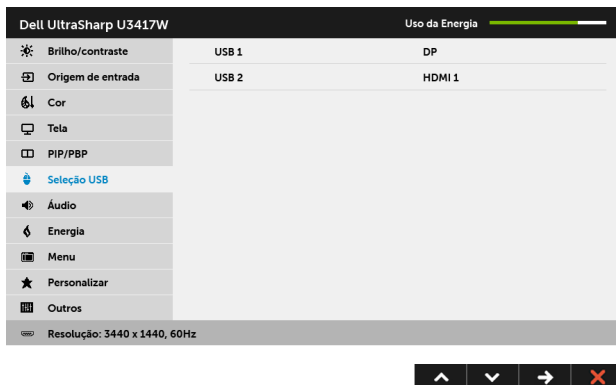 Dell UltraSharp U3417W Uso da Energia
Brilho/contraste USB 1 DP
Origem de entrada USB 2 HDMI 1
Cor
Tela
PIP/PBP
Seleção USB
Áudio
Energia
Menu
Personalizar
Outros
Resolução: 3440 x 1440, 60Hz